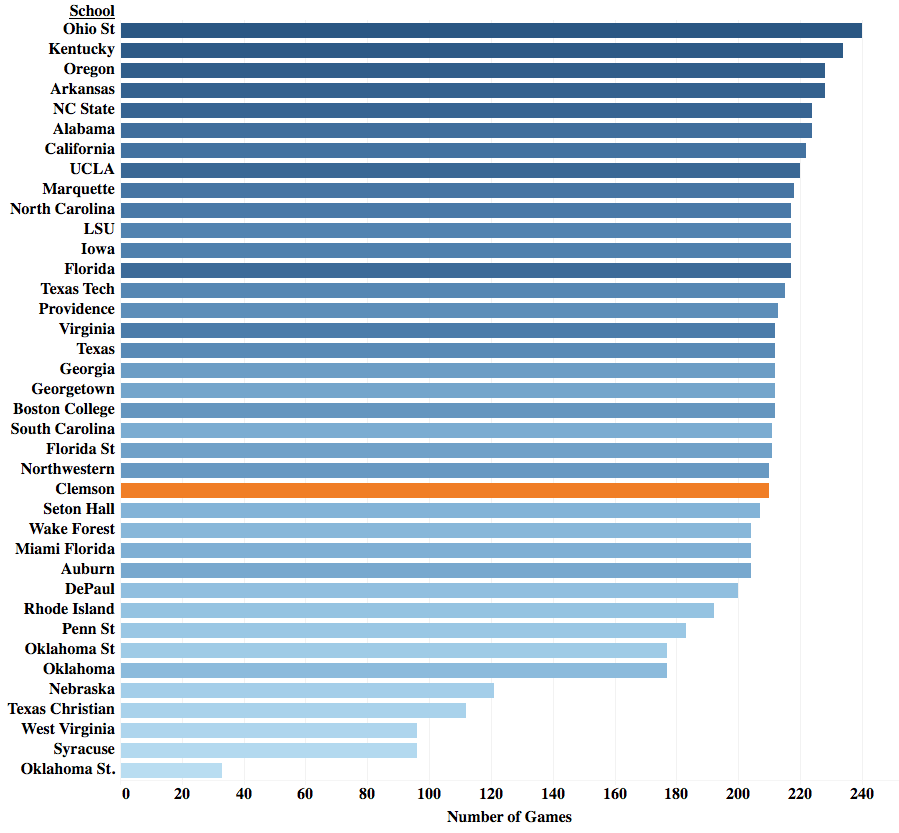 School
Ohio St
Kentucky
Oregon
Arkansas
NC State
Alabama
California
UCLA
Marquette
North Carolina
LSU
Iowa
Florida
Texas Tech
Providence
Virginia
Texas
Georgia
Georgetown
Boston College
South Carolina
Florida St
Northwestern
Clemson
Seton Hall
Wake Forest
Miami Florida
Auburn
DePaul
Rhode Island
Penn St
Oklahoma St
Oklahoma
Nebraska
Texas Christian
West Virginia
Syracuse
Oklahoma St.
0 20 40 60 80 100 120 140 160 180 200 220 240
Number of Games